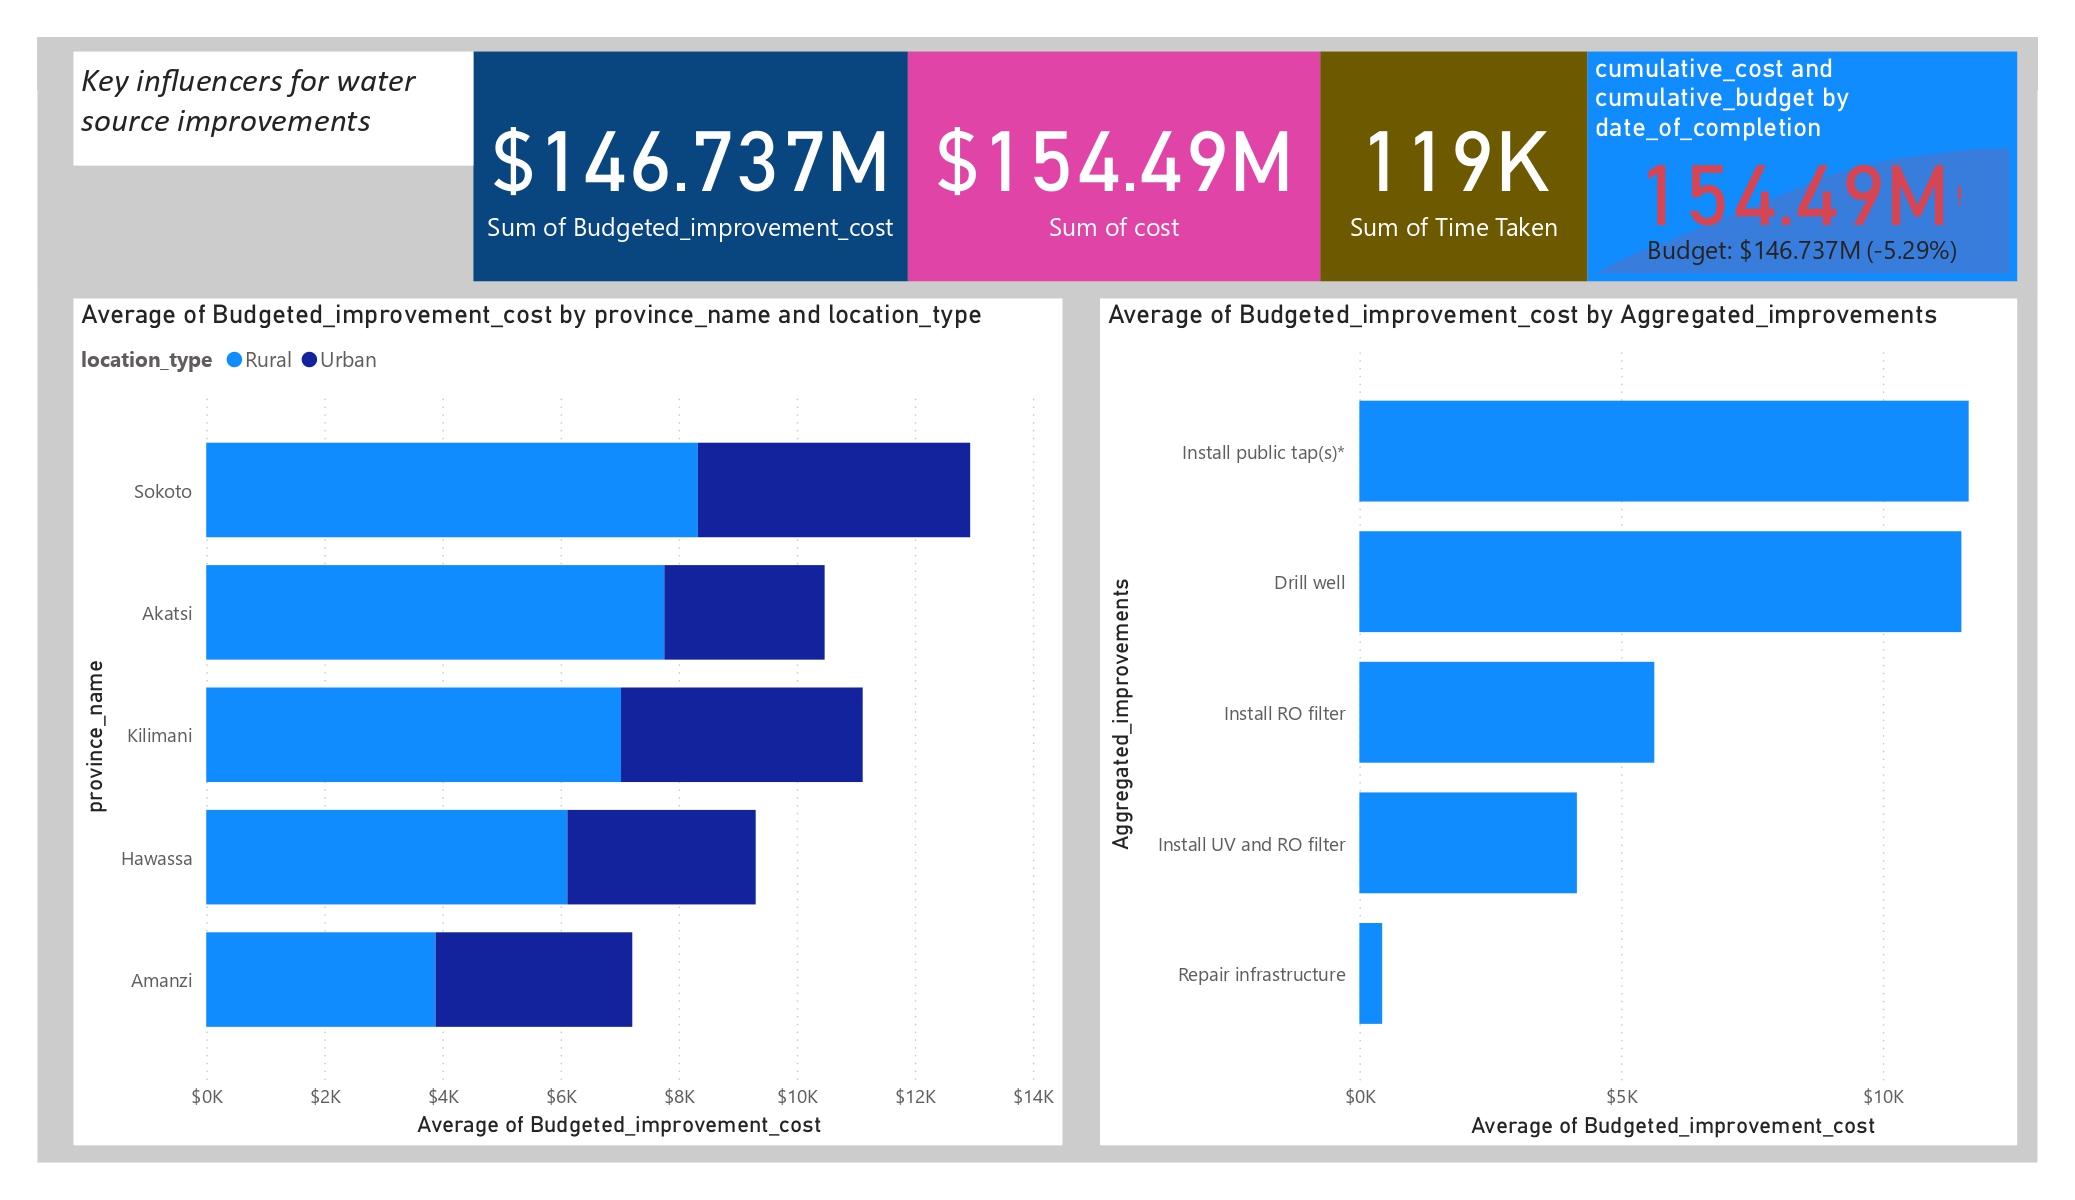 Key influencers for water
source improvements
$146.737M
Sum of Budgeted_improvement_cost
$154.49M
Sum of cost
119K
Sum of Time Taken
cumulative_cost and
cumulative_budget by
date_of_completion
154.49M!
Budget: $146.737M (-5.29%)
Average of Budgeted_improvement_cost by province_name and location_type
location_type Rural Urban
province_name
Sokoto
Akatsi
Kilimani
Hawassa
Amanzi
$0K $2K $4K $6K $8K $10K $12K $14K
Average of Budgeted_improvement_cost
Average of Budgeted_improvement_cost by Aggregated_improvements
Aggregated_improvements
Install public tap(s)*
Drill well
Install RO filter
Install UV and RO filter
Repair infrastructure
$0K $5K $10K
Average of Budgeted_improvement_cost